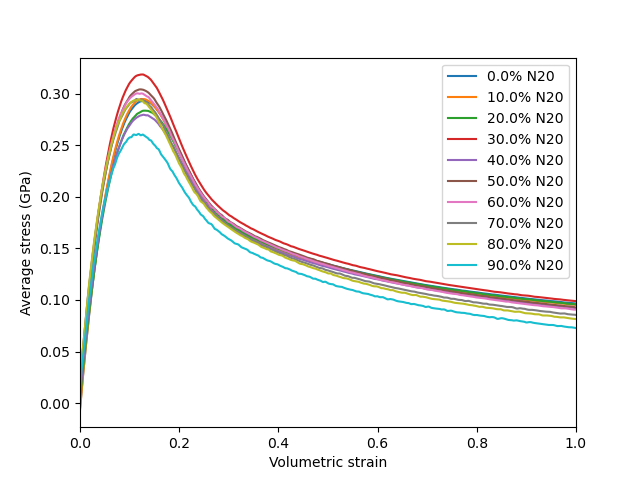 0.30
0.25
0.20
0.15
0.10
0.05
0.00
Average stress (GPa)
0.0% N20
10.0% N20
20.0% N20
30.0% N20
40.0% N20
50.0% N20
60.0% N20
70.0% N20
80.0% N20
90.0% N20
0.0 0.2 0.4 0.6 0.8 1.0
Volumetric strain